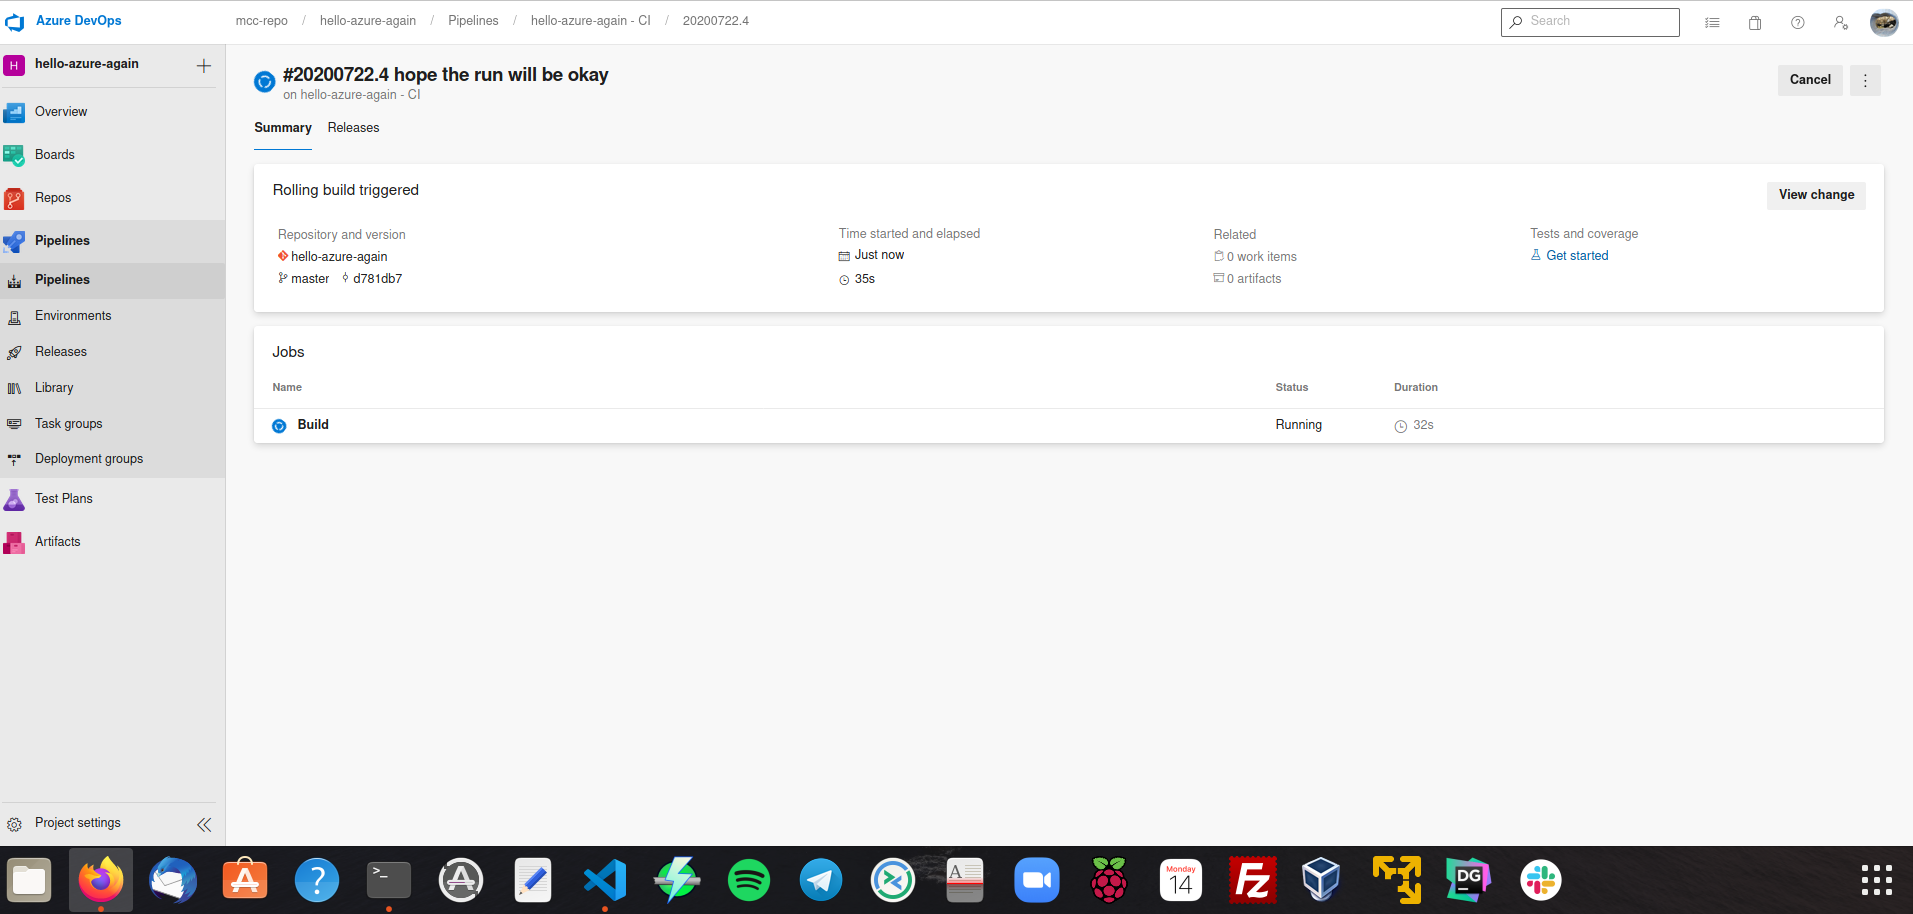 Azure DevOps
mcc-repo / hello-azure-again / Pipelines / hello-azure-again - CI / 20200722.4
Search
H hello-azure-again
Overview
Boards
Repos
Pipelines
Pipelines
Environments
Releases
Library
Task groups
Deployment groups
Test Plans
Artifacts
Project settings
#20200722.4 hope the run will be okay
on hello-azure-again - CI
Cancel
Summary Releases
Rolling build triggered
View change
Repository and version
hello-azure-again
master d781db7
Time started and elapsed
Just now
35s
Related
0 work items
0 artifacts
Tests and coverage
Get started
Jobs
Name Status Duration
Build Running 32s
A
?
>_
A
A
Monday
14
FZ
DG